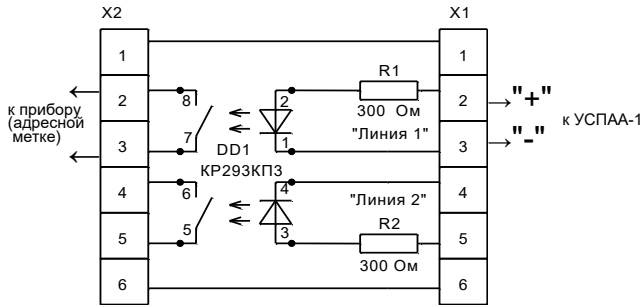 X2
X1
1
1
8
2
R1
2
"+"
2
к прибору
(адресной
метке)
300 Ом
к УСПАА-1
"Линия 1"
"-"
7
1
3
3
DD1
КР293КП3
6
4
4
4
"Линия 2"
R2
5
3
5
5
300 Ом
6
6